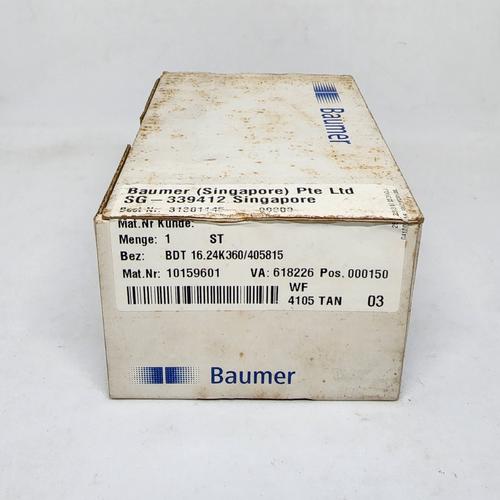 Baumer
Baumer (Singapore) Pte Ltd
SG - 339412 Singapore
Mat.Nr Kunde:
Menge: 1 ST
Bez: BDT 16.24K360/405815
Mat.Nr: 10159601 VA: 618226 Pos. 000150
WF
4105 TAN 03
Baumer